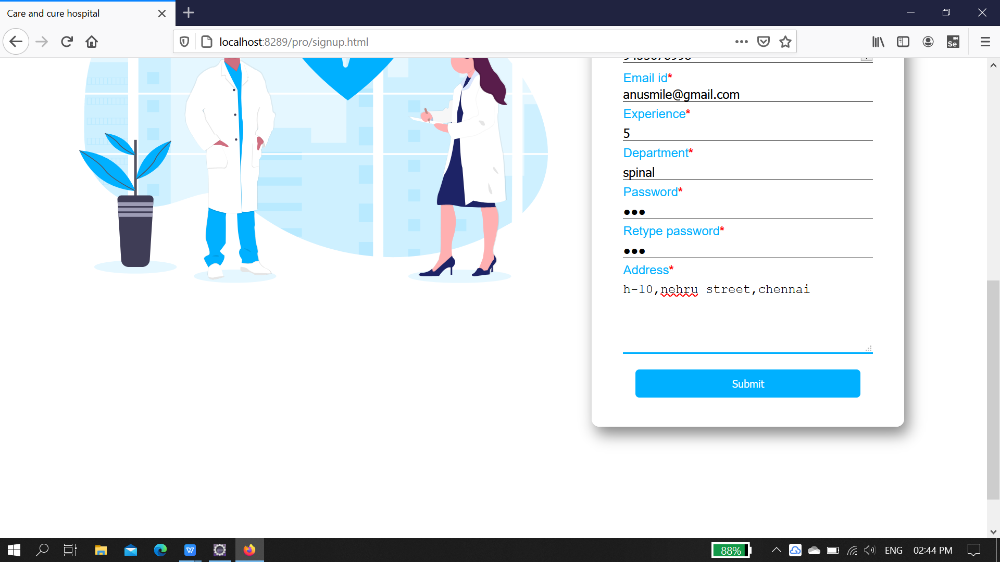 Care and cure hospital
localhost:8289/pro/signup.html
Se
Email id*
anusmile@gmail.com
Experience*
5
Department*
spinal
Password*
●●●
Retype password*
●●●
Address*
h-10,nehru street,chennai
Submit
88%
ENG
02:44 PM